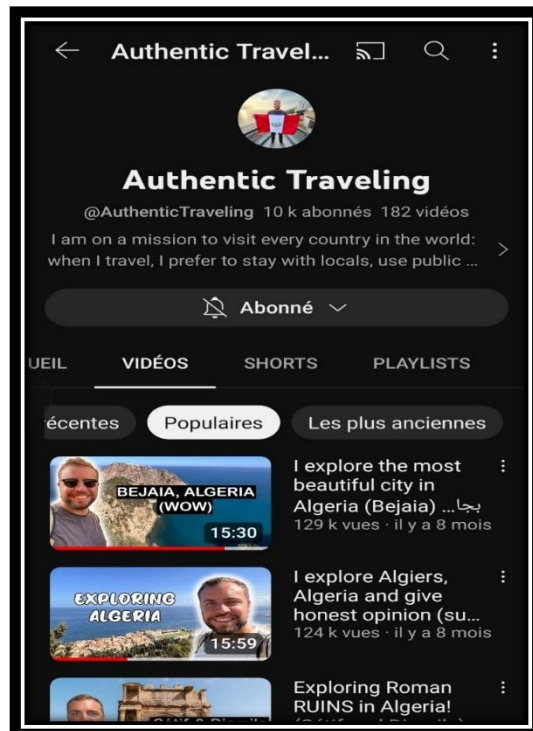 Authentic Travel...
Authentic Traveling
@AuthenticTraveling 10 k abonnés 182 vidéos
I am on a mission to visit every country in the world:
when I travel, I prefer to stay with locals, use public ...
Abonné
UEIL VIDÉOS SHORTS PLAYLISTS
écentes Populaires Les plus anciennes
BEJAIA, ALGERIA
(WOW)
15:30
I explore the most
beautiful city in
Algeria (Bejaia) ...بجا
129 k vues · il y a 8 mois
EXPLORING
ALGERIA
15:59
I explore Algiers,
Algeria and give
honest opinion (su...
124 k vues · il y a 8 mois
Exploring Roman
RUINS in Algeria!